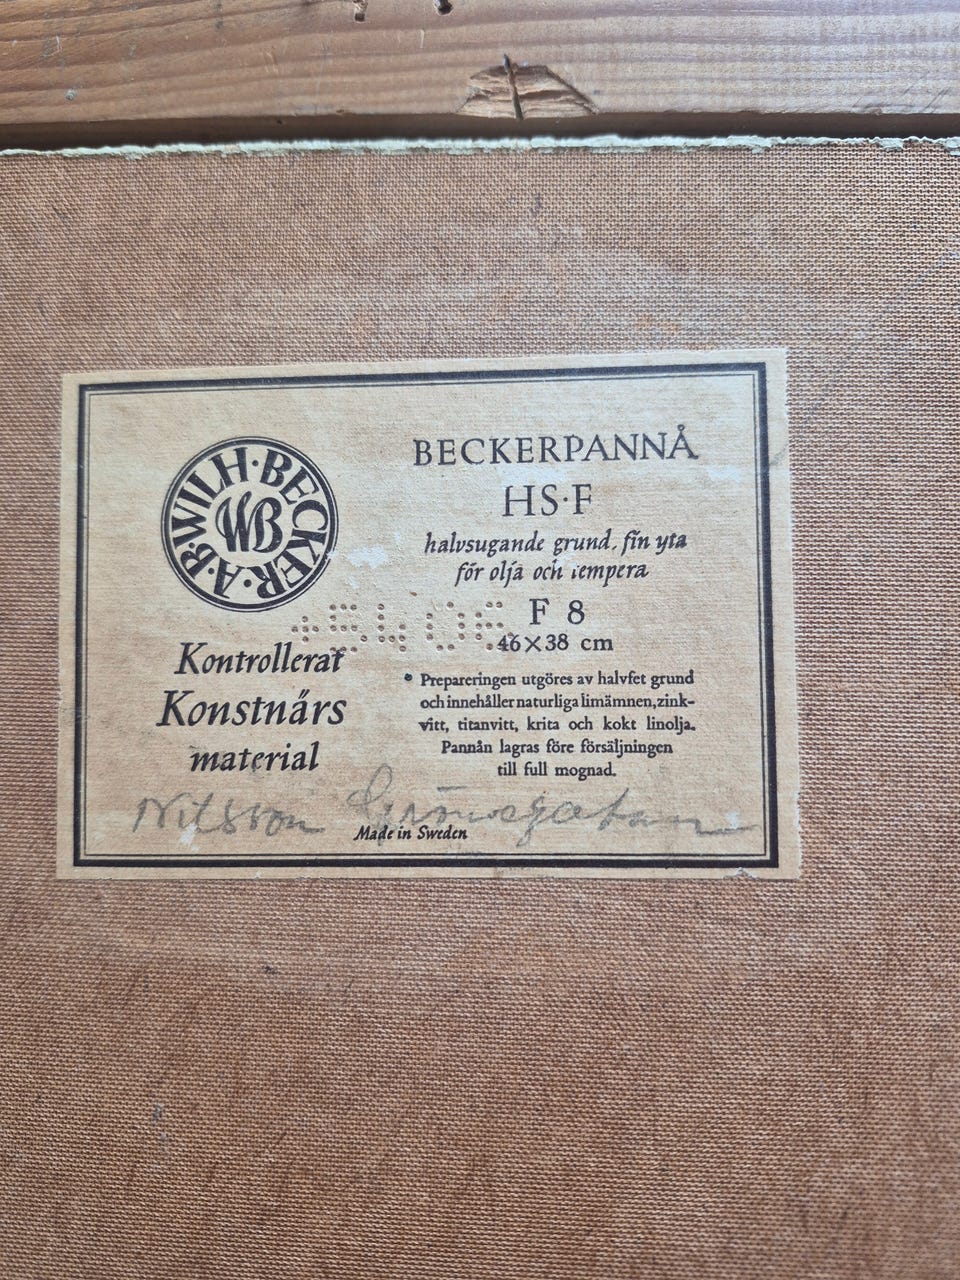 A·B·WILH·BECKER·
WB
Kontrollerat
Konstnärs
material
BECKERPANNÅ
HS·F
halvsugande grund, fin yta
för olja och tempera
F 8
46×38 cm
Prepareringen utgöres av halvfet grund
och innehåller naturliga limämnen, zink-
vitt, titanvitt, krita och kokt linolja.
Pannån lagras före försäljningen
till full mognad.
Nilsson
Made in Sweden